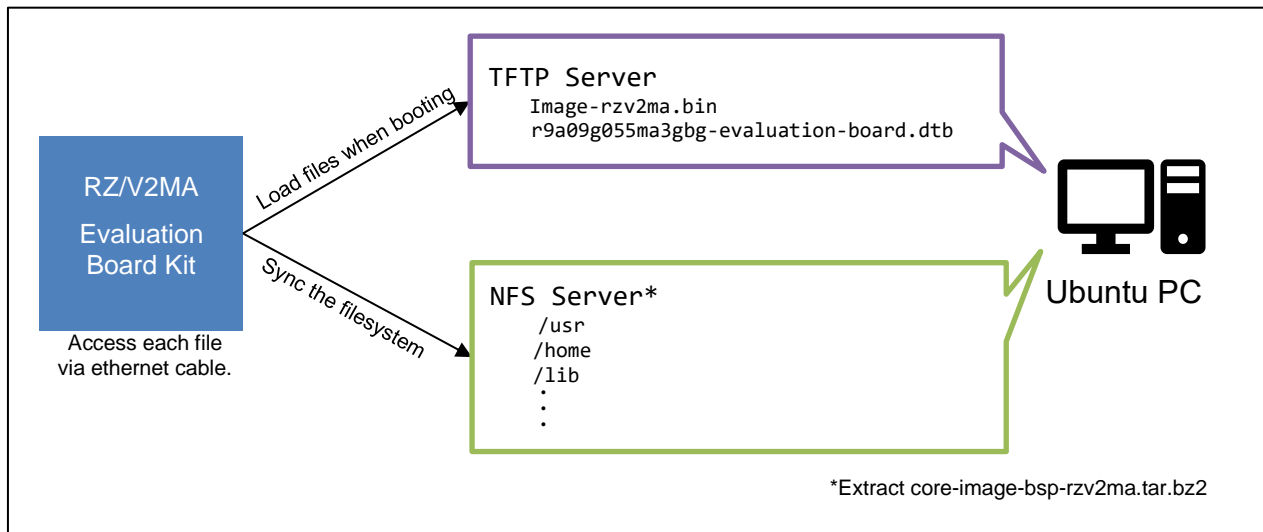 RZ/V2MA
Evaluation
Board Kit
Access each file
via ethernet cable.
Load files when booting
Sync the filesystem
TFTP Server
Image-rzv2ma.bin
r9a09g055ma3gbg-evaluation-board.dtb
NFS Server*
/usr
/home
/lib
.
.
.
Ubuntu PC
*Extract core-image-bsp-rzv2ma.tar.bz2